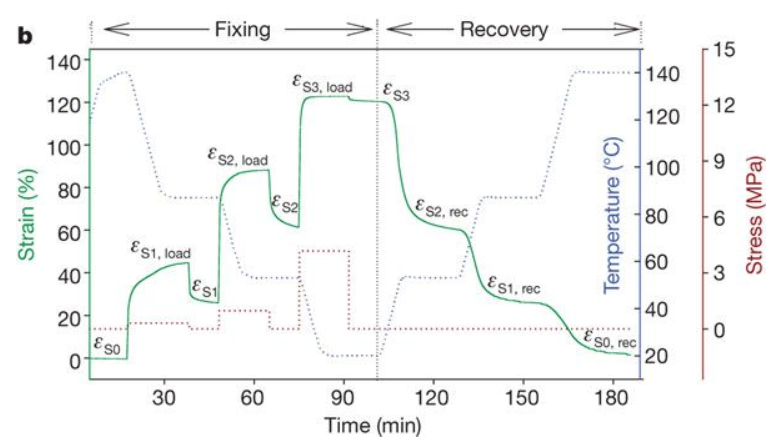 b
Fixing
Recovery
Strain (%)
140
120
100
80
60
40
20
0
εS0
εS1, load
εS1
εS2, load
εS2
εS3, load
εS3
εS2, rec
εS1, rec
εS0, rec
30
60
90
120
150
180
Time (min)
140
120
100
80
60
40
20
Temperature (°C)
15
12
9
6
3
0
Stress (MPa)